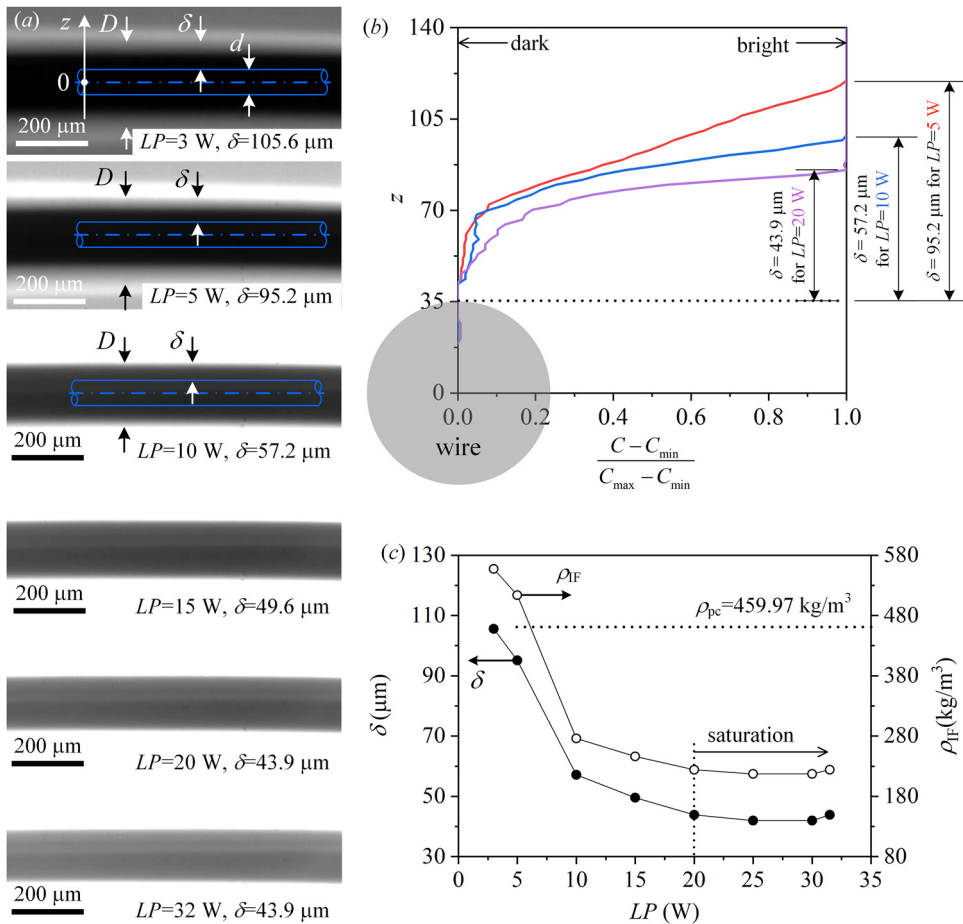 (a)
z
D
δ
d
0
200 μm
LP=3 W, δ=105.6 μm
D
δ
200 μm
LP=5 W, δ=95.2 μm
D
δ
200 μm
LP=10 W, δ=57.2 μm
200 μm
LP=15 W, δ=49.6 μm
200 μm
LP=20 W, δ=43.9 μm
200 μm
LP=32 W, δ=43.9 μm
(b)
140
105
70
35
0
z
dark
bright
δ = 43.9 μm
for LP=20 W
δ = 57.2 μm
for LP=10 W
δ = 95.2 μm for LP=5 W
0.0 0.2 0.4 0.6 0.8 1.0
wire
C − Cmin
Cmax − Cmin
(c)
130
110
90
70
50
30
δ (μm)
580
480
380
280
180
80
ρIF(kg/m³)
ρIF
ρpc=459.97 kg/m³
δ
saturation
0 5 10 15 20 25 30 35
LP (W)